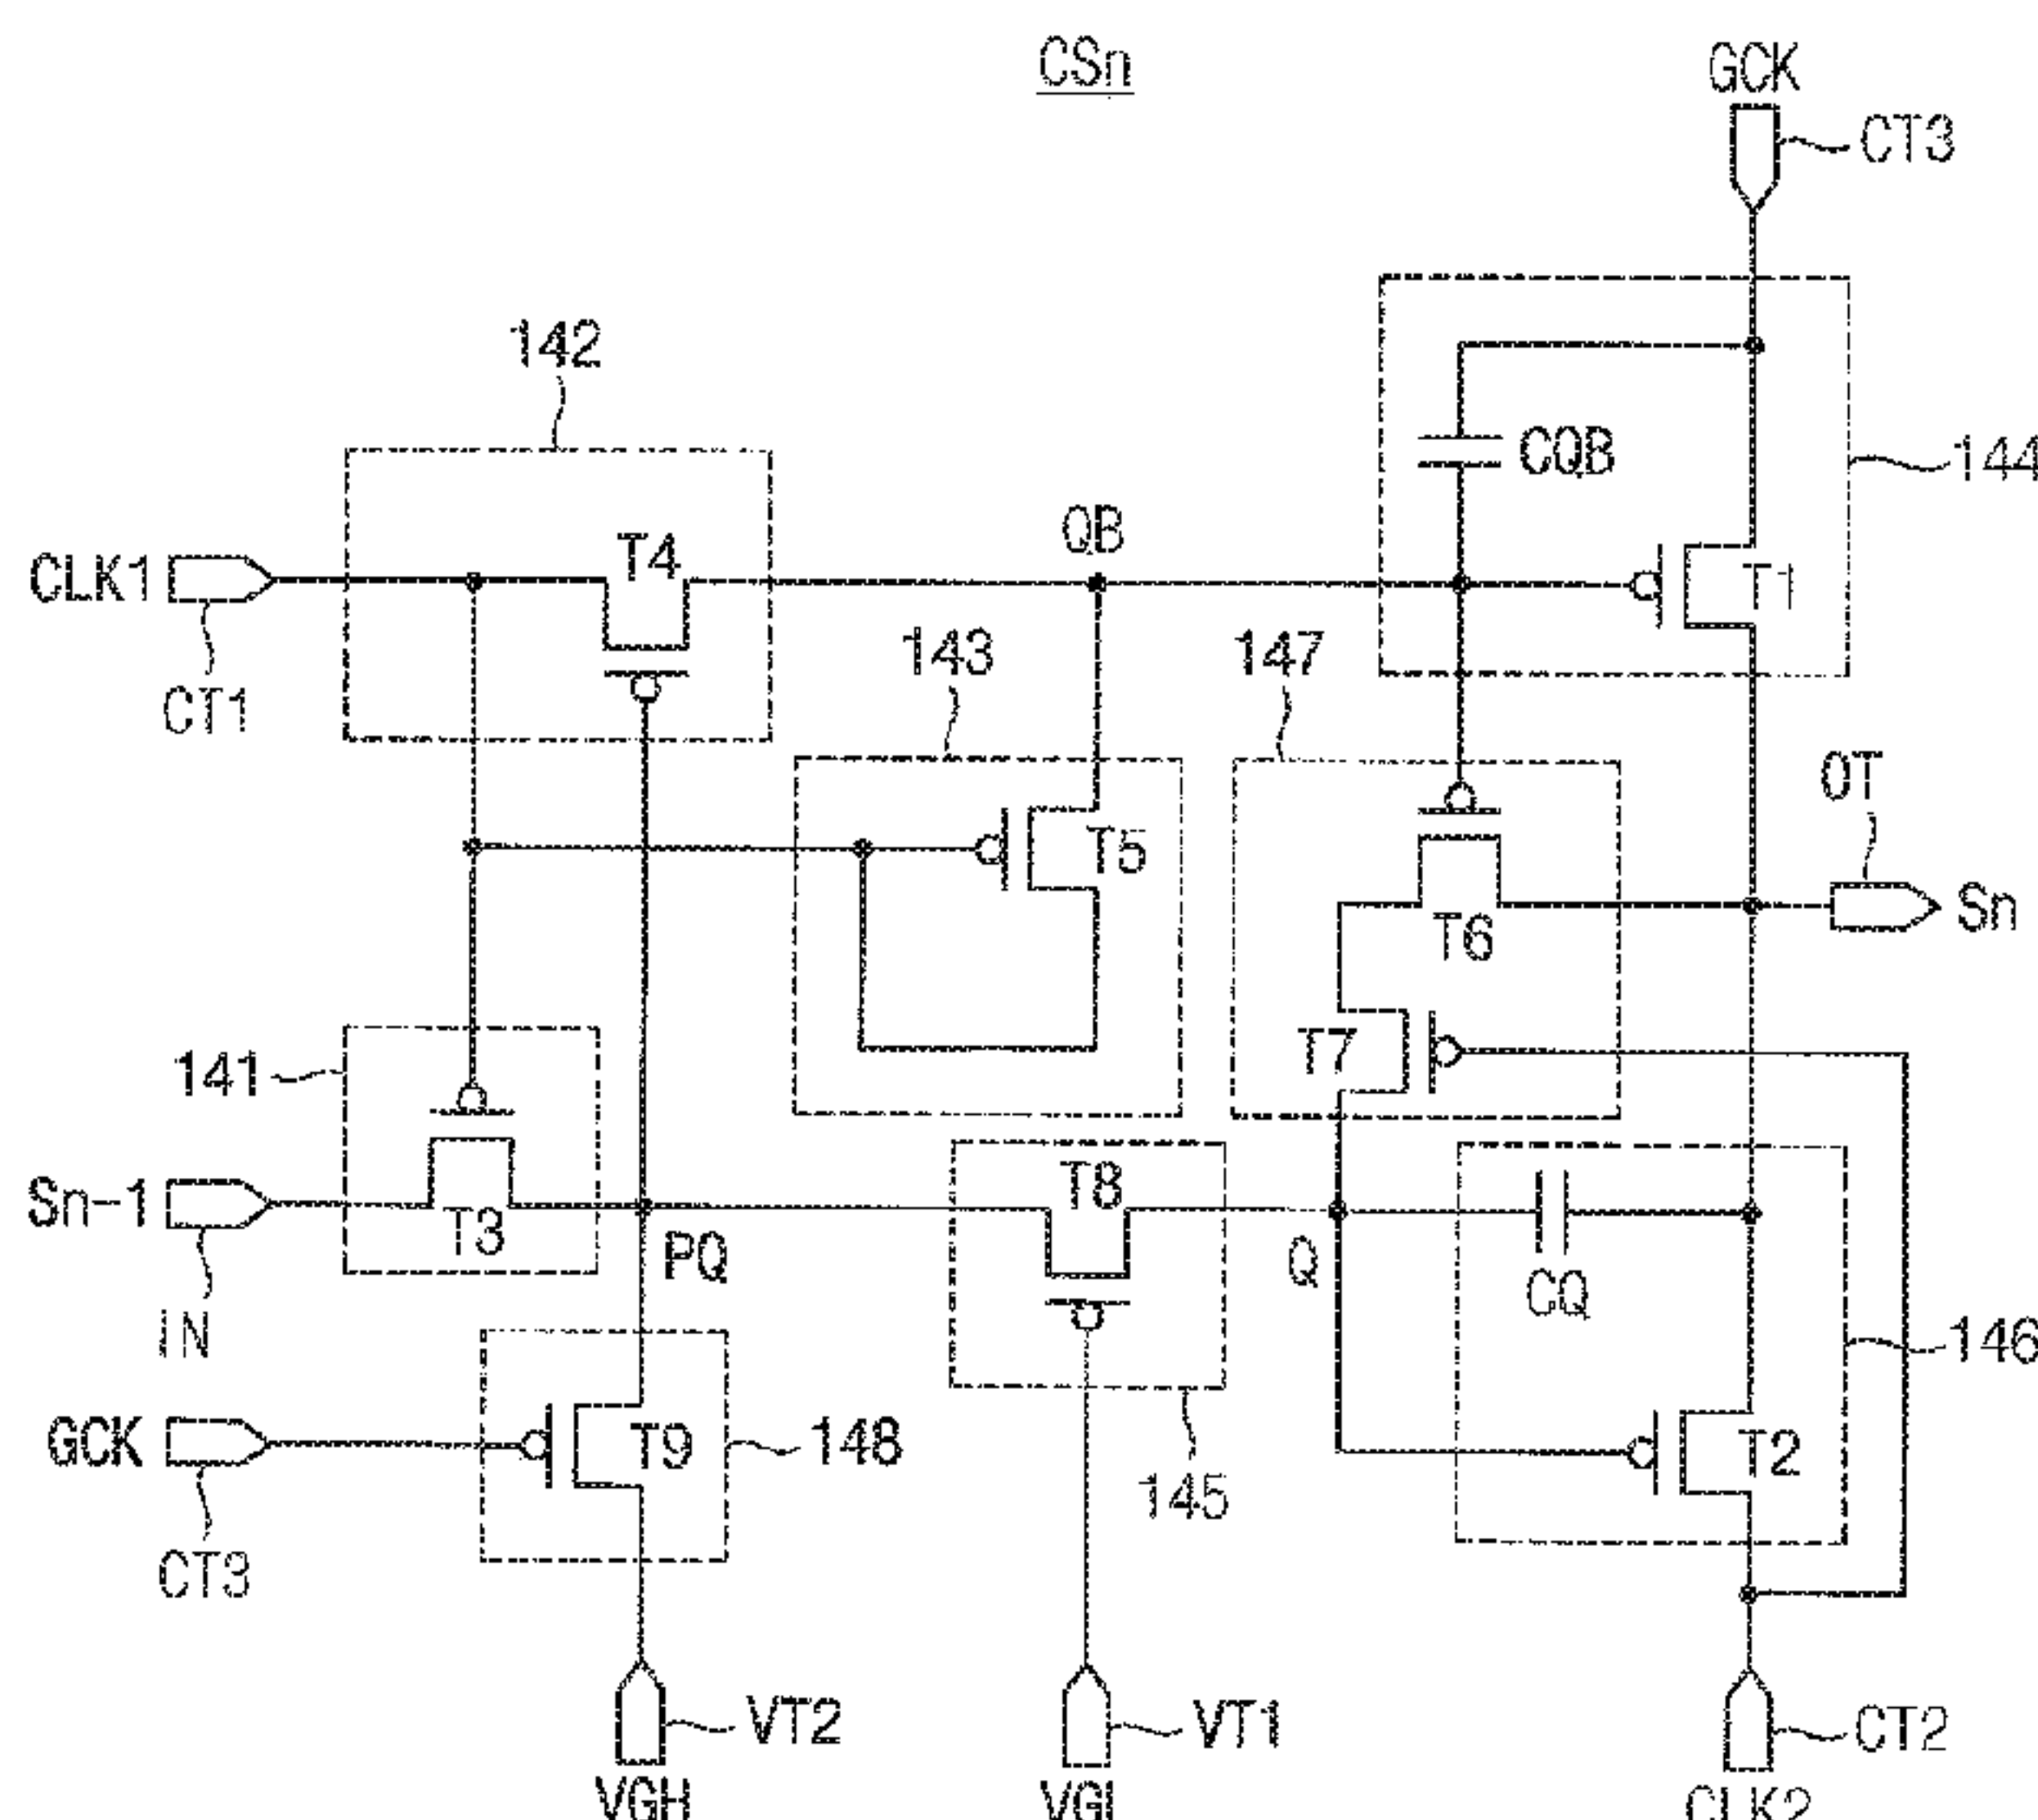 CSn
GCK
CT3
142
144
CQB
T4
QB
CLK1
T1
143
147
CT1
OT
T5
Sn
T6
T7
141
T8
Sn-1
T3
PQ
Q
CQ
IN
146
GCK
T9
148
T2
145
CT3
VT2
VT1
CT2
VGH
VGL
CLK2